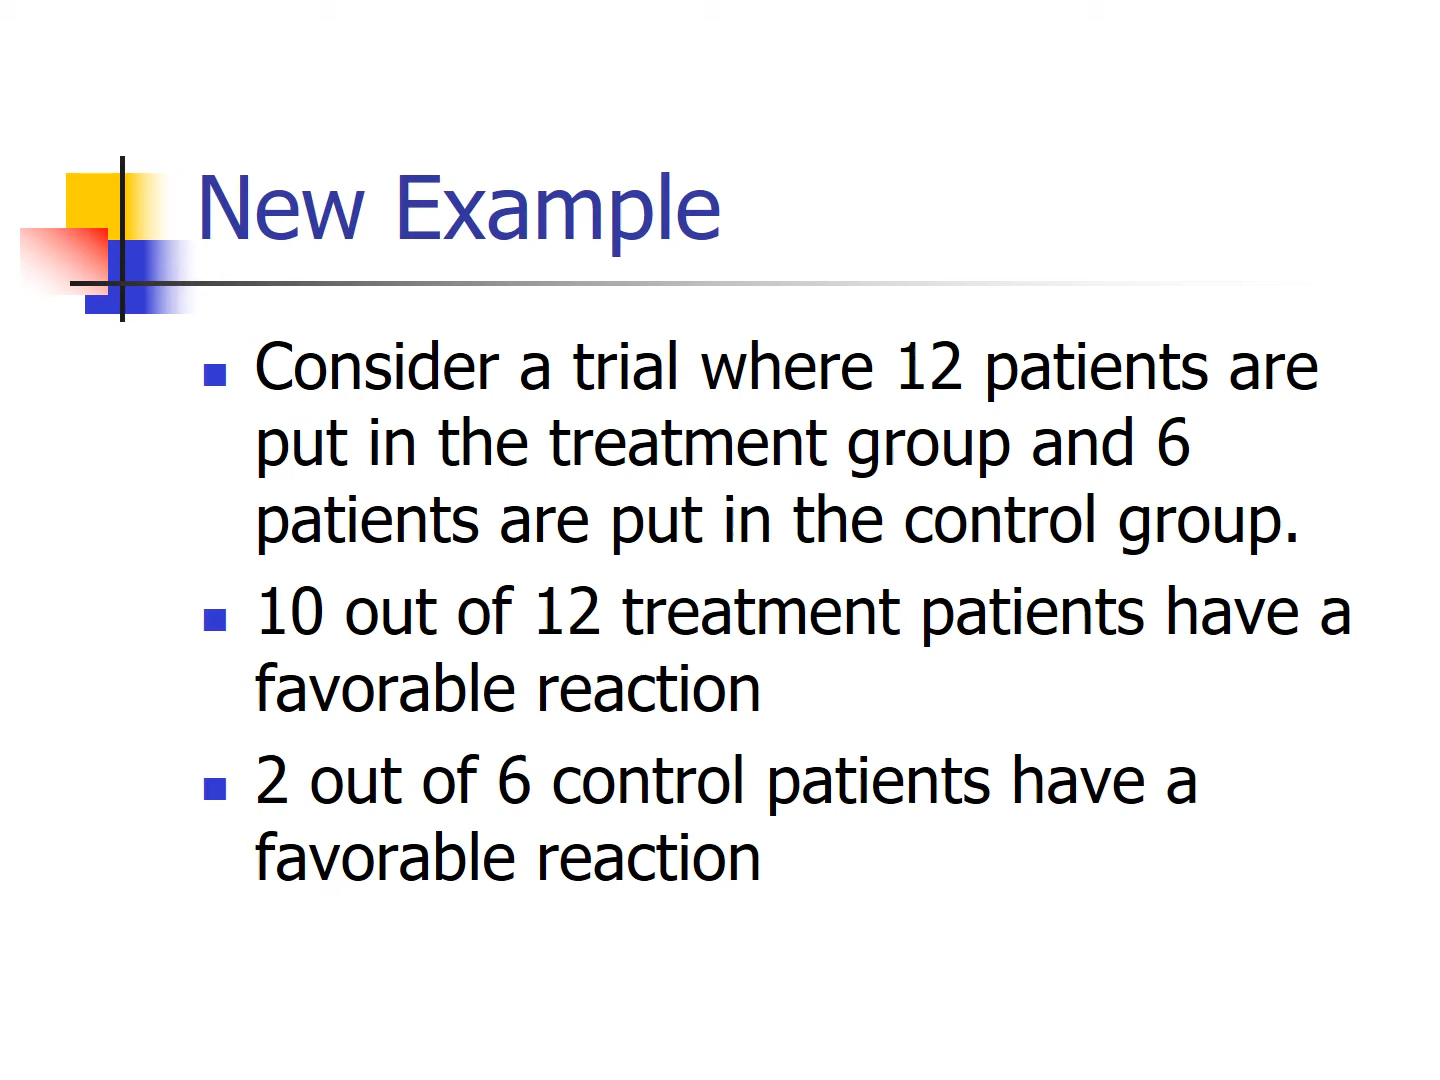 New Example
Consider a trial where 12 patients are
put in the treatment group and 6
patients are put in the control group.
10 out of 12 treatment patients have a
favorable reaction
2 out of 6 control patients have a
favorable reaction